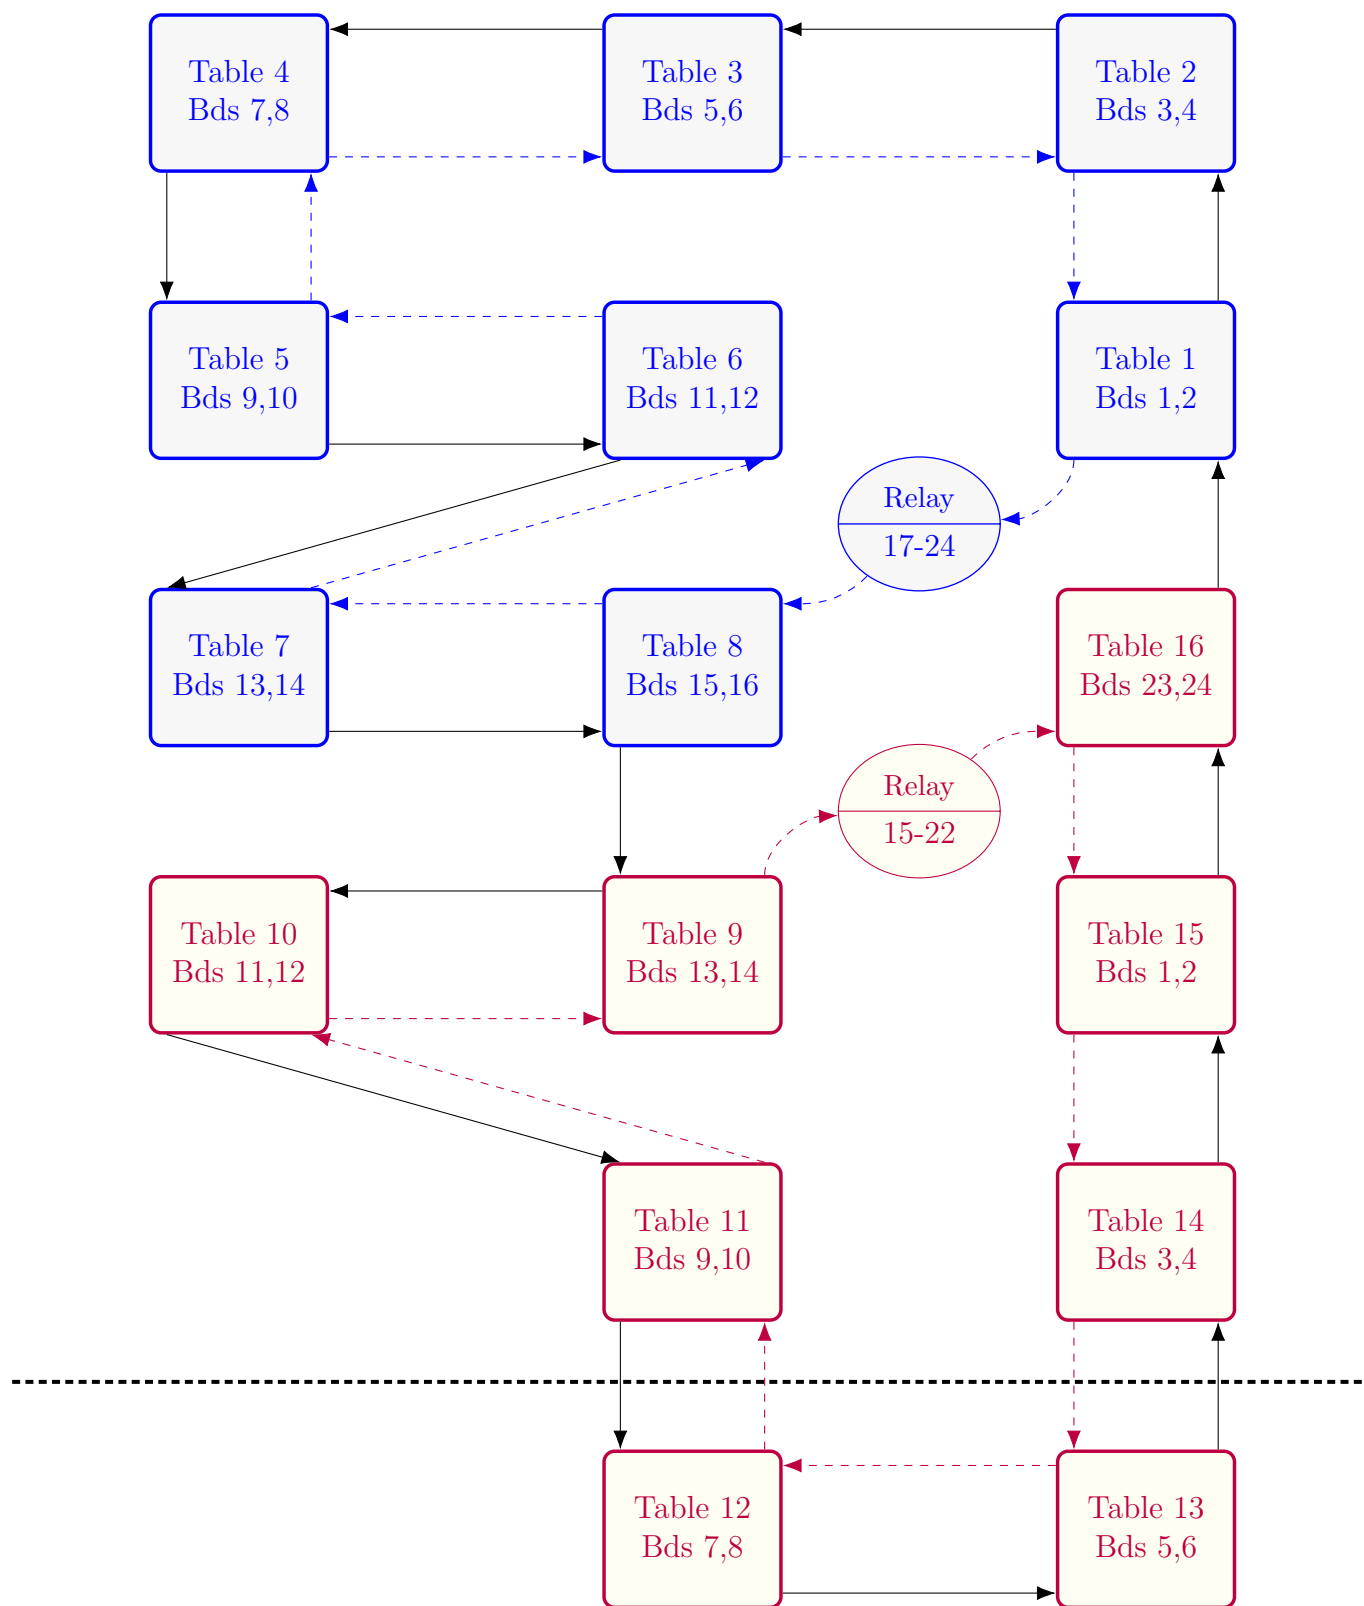 Table 4
Bds 7,8
Table 3
Bds 5,6
Table 2
Bds 3,4
Table 5
Bds 9,10
Table 6
Bds 11,12
Table 1
Bds 1,2
Relay
17-24
Table 7
Bds 13,14
Table 8
Bds 15,16
Table 16
Bds 23,24
Relay
15-22
Table 10
Bds 11,12
Table 9
Bds 13,14
Table 15
Bds 1,2
Table 11
Bds 9,10
Table 14
Bds 3,4
Table 12
Bds 7,8
Table 13
Bds 5,6